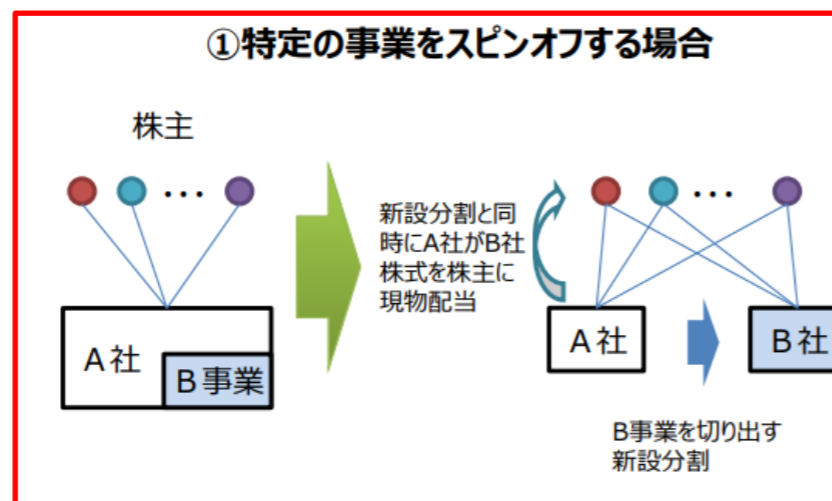 ①特定の事業をスピンオフする場合
株主
・・・
・・・
新設分割と同
時にA社がB社
株式を株主に
現物配当
A社
B事業
A社
B社
B事業を切り出す
新設分割